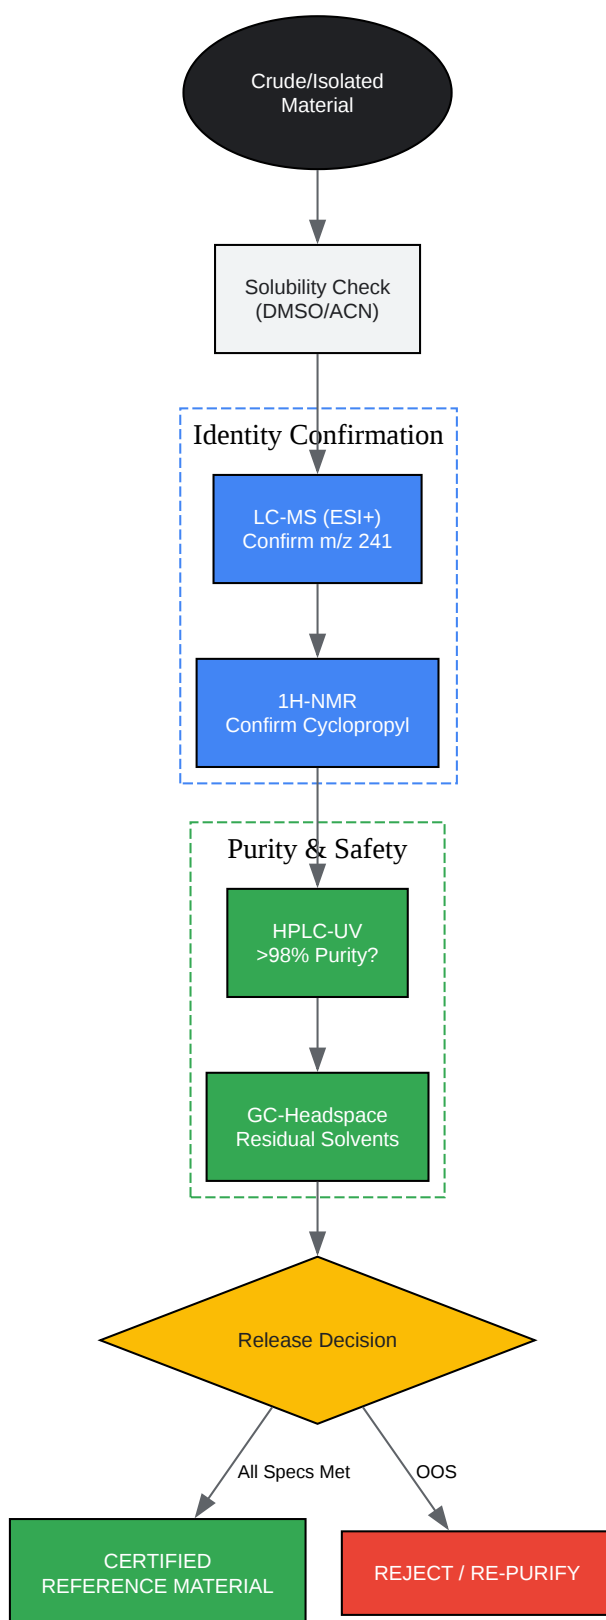 Crude/Isolated
Material
Solubility Check
(DMSO/ACN)
Identity Confirmation
LC-MS (ESI+)
Confirm m/z 241
1H-NMR
Confirm Cyclopropyl
Purity & Safety
HPLC-UV
>98% Purity?
GC-Headspace
Residual Solvents
Release Decision
All Specs Met
OOS
CERTIFIED
REFERENCE MATERIAL
REJECT / RE-PURIFY